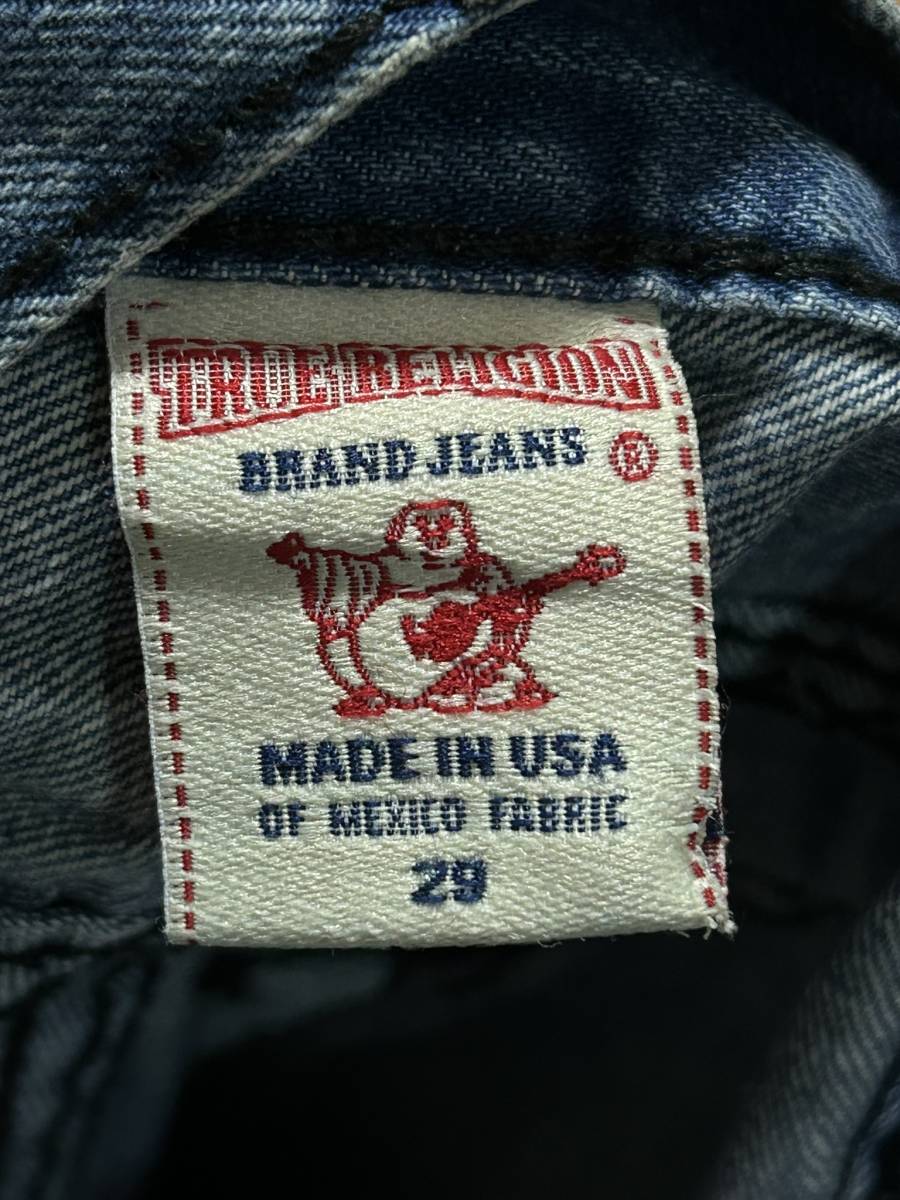 TRUE RELIGION
BRAND JEANS ®
MADE IN USA
OF MEXICO FABRIC
29